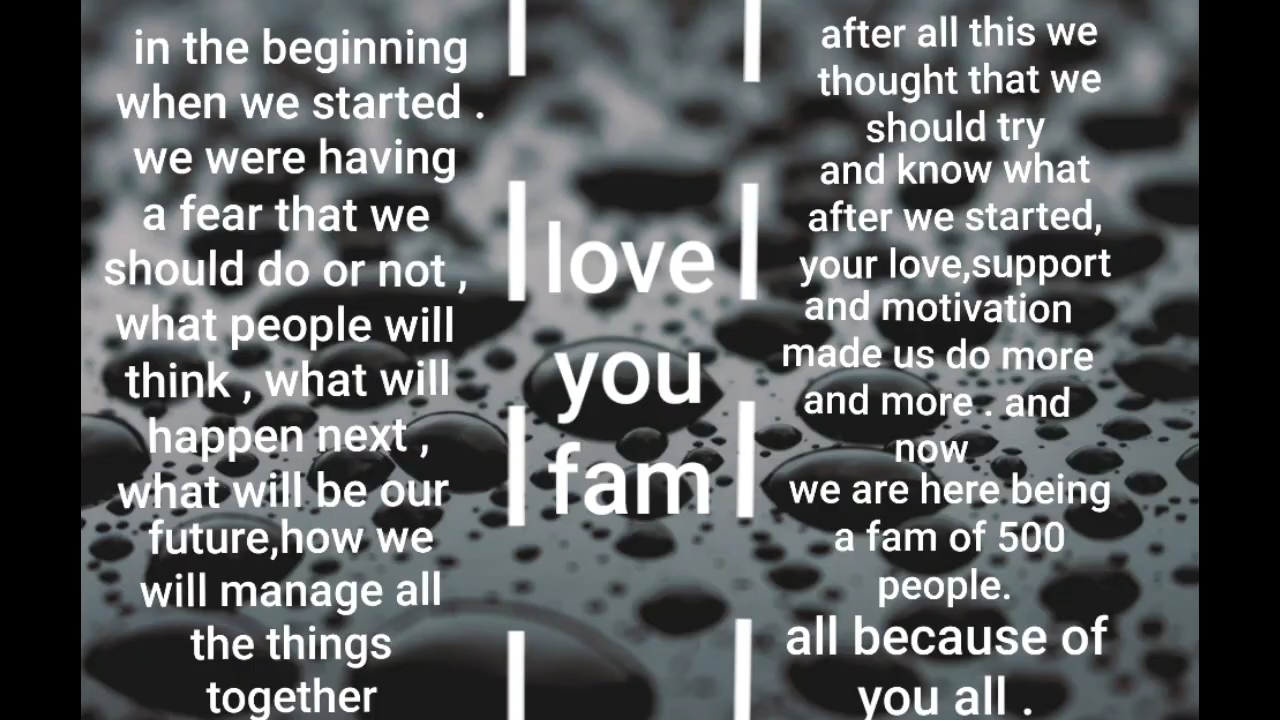 in the beginning
when we started .
we were having
a fear that we
should do or not ,
what people will
think , what will
happen next ,
what will be our
future,how we
will manage all
the things
together
love
you
fam
after all this we
thought that we
should try
and know what
after we started,
your love,support
and motivation
made us do more
and more . and
now
we are here being
a fam of 500
people.
all because of
you all .